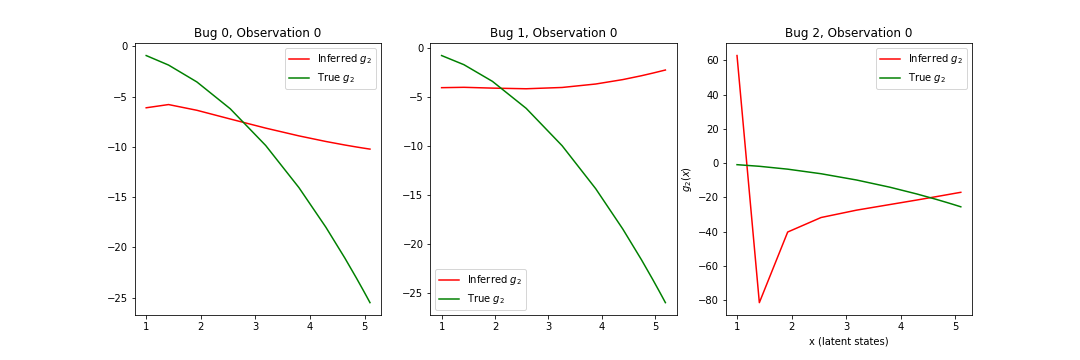 Bug 0, Observation 0
0
−5
−10
−15
−20
−25
1 2 3 4 5
Inferred g₂
True g₂
Bug 1, Observation 0
0
−5
−10
−15
−20
−25
1 2 3 4 5
Inferred g₂
True g₂
Bug 2, Observation 0
g₂(x)
60
40
20
0
−20
−40
−60
−80
1 2 3 4 5
x (latent states)
Inferred g₂
True g₂